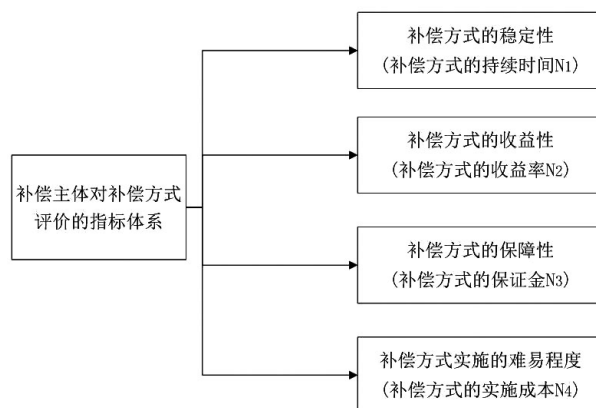 补偿方式的稳定性
(补偿方式的持续时间N1)
补偿方式的收益性
(补偿方式的收益率N2)
补偿主体对补偿方式
评价的指标体系
补偿方式的保障性
(补偿方式的保证金N3)
补偿方式实施的难易程度
(补偿方式的实施成本N4)